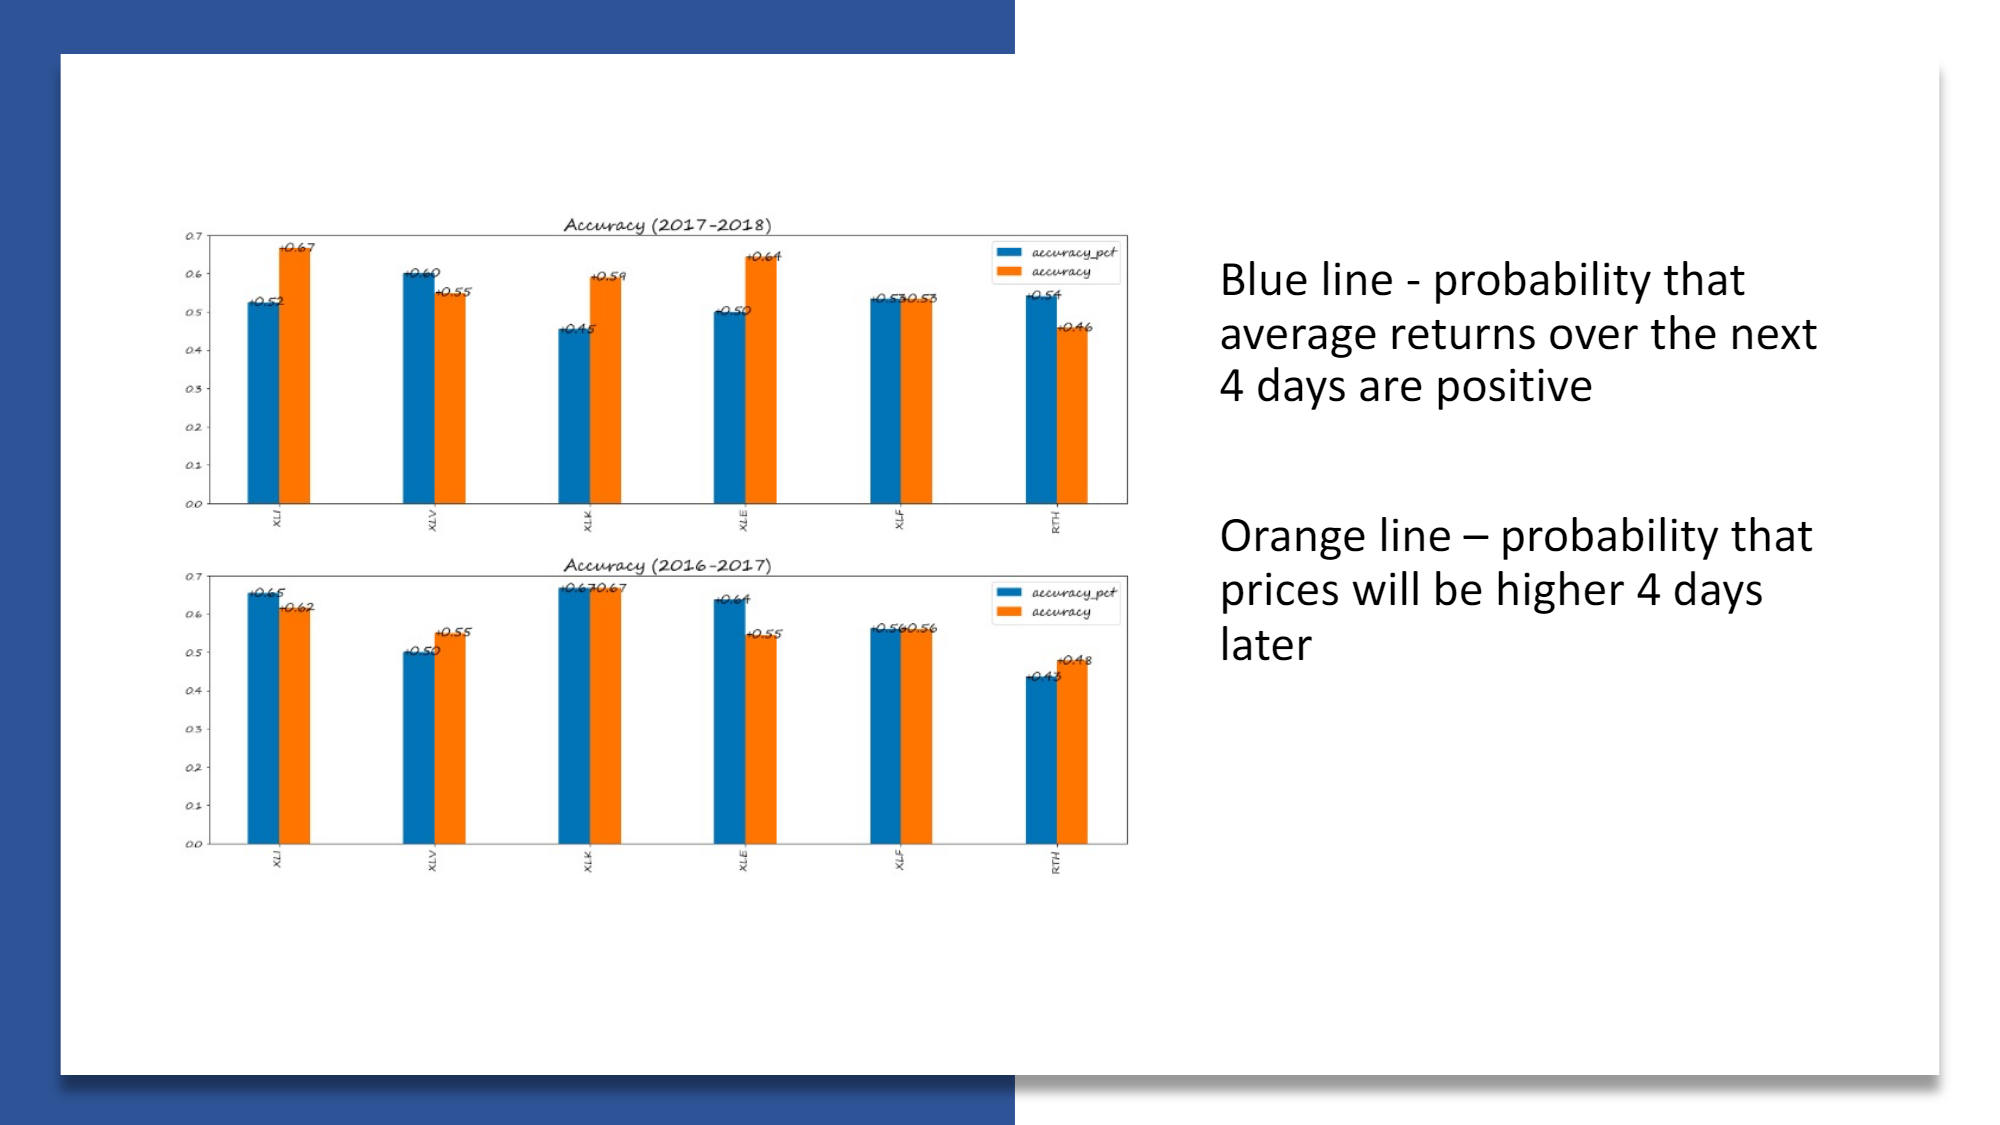 Accuracy (2017-2018)
0.7
0.6
0.5
0.4
0.3
0.2
0.1
0.0
+0.52
+0.67
+0.60
+0.55
+0.45
+0.59
+0.50
+0.64
+0.53
+0.53
+0.54
+0.46
accuracy_pct
accuracy
XLI
XLV
XLK
XLE
XLF
RTH
Accuracy (2016-2017)
0.7
0.6
0.5
0.4
0.3
0.2
0.1
0.0
+0.65
+0.62
+0.50
+0.55
+0.67
+0.67
+0.64
+0.55
+0.56
+0.56
+0.43
+0.48
accuracy_pct
accuracy
XLI
XLV
XLK
XLE
XLF
RTH
Blue line - probability that
average returns over the next
4 days are positive
Orange line – probability that
prices will be higher 4 days
later